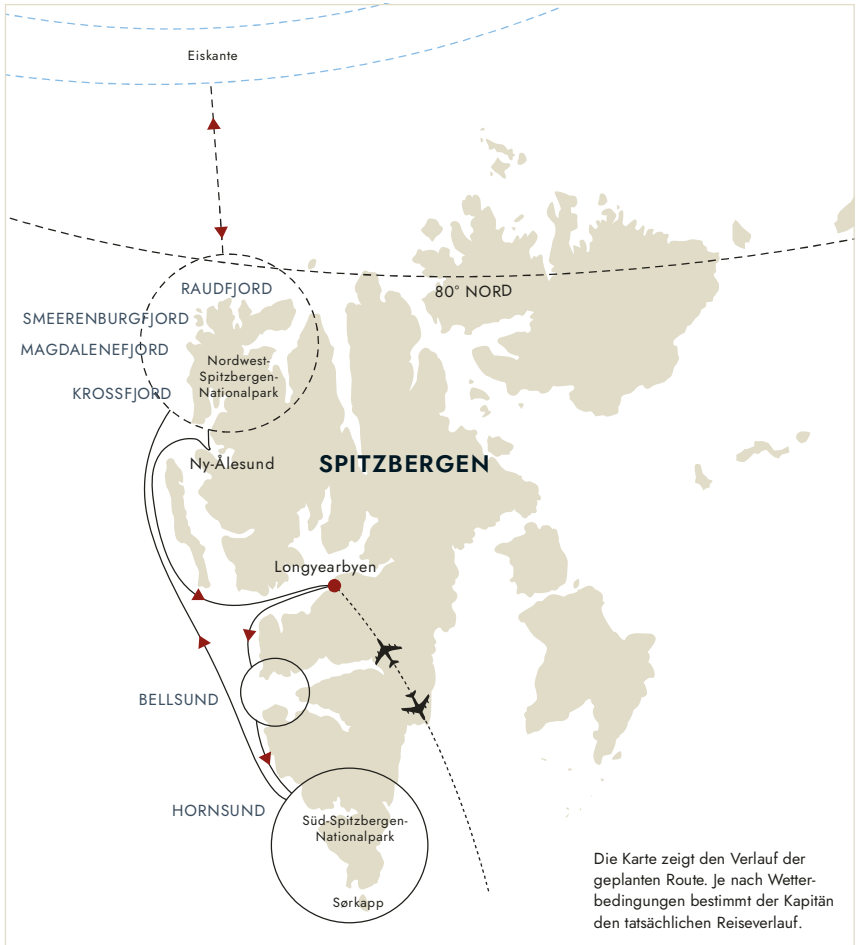 Eiskante
80° NORD
RAUDFJORD
SMEERENBURGFJORD
MAGDALENEFJORD
Nordwest-
Spitzbergen-
Nationalpark
KROSSFJORD
Ny-Ålesund
SPITZBERGEN
Longyearbyen
BELLSUND
HORNSUND
Süd-Spitzbergen-
Nationalpark
Sørkapp
Die Karte zeigt den Verlauf der
geplanten Route. Je nach Wetter-
bedingungen bestimmt der Kapitän
den tatsächlichen Reiseverlauf.